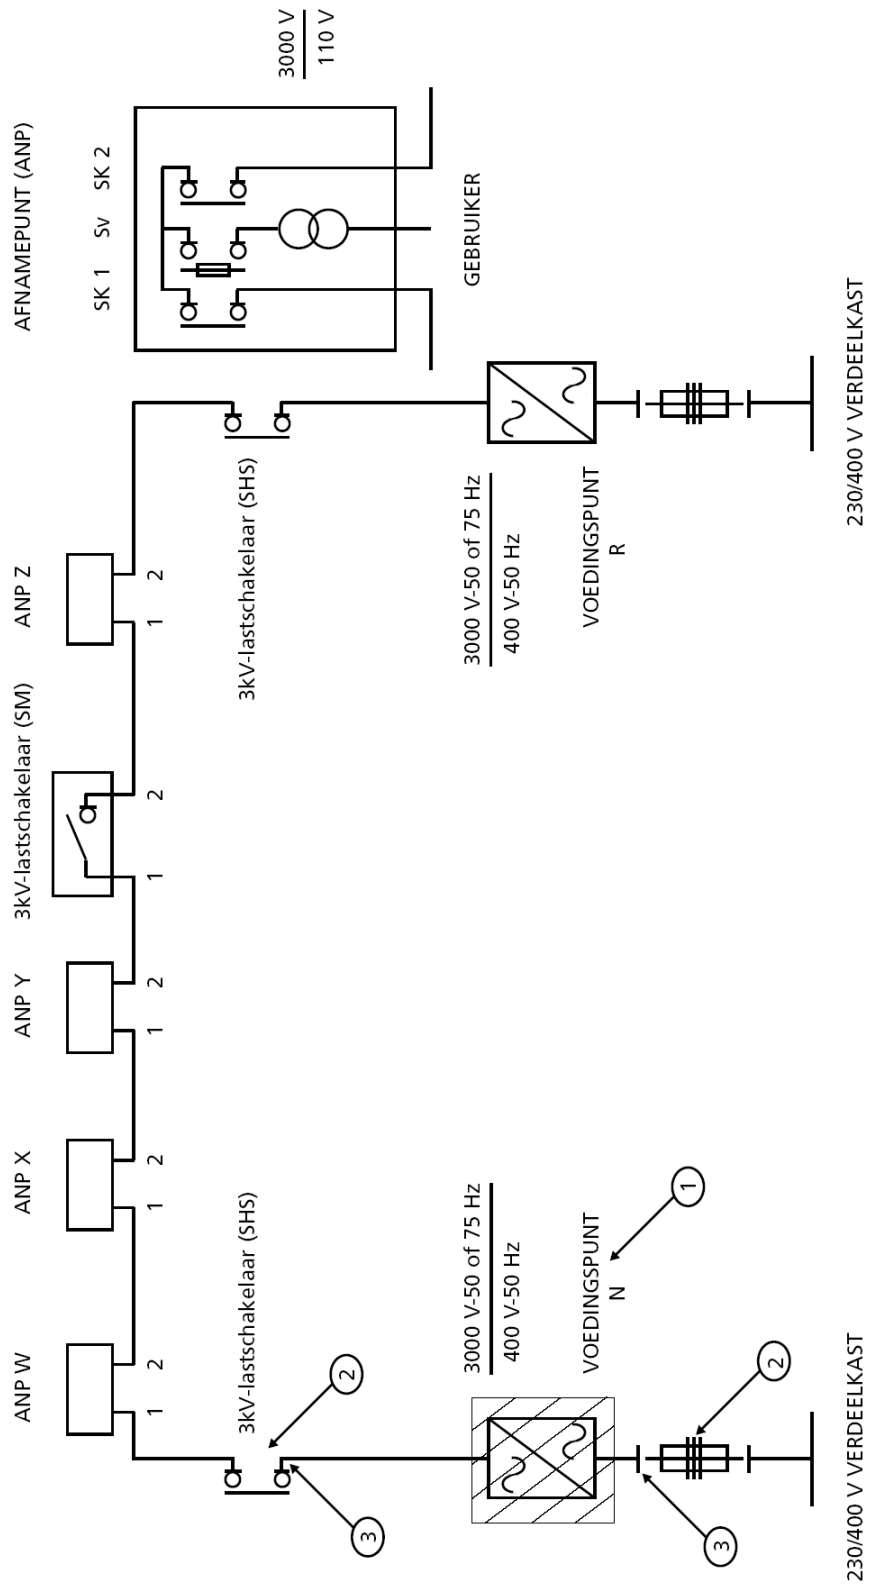 ANP W
ANP X
ANP Y
3kV-lastschakelaar (SM)
ANP Z
AFNAMEPUNT (ANP)
1
2
1
2
1
2
1
2
1
2
SK 1
Sv
SK 2
3000 V
110 V
GEBRUIKER
3kV-lastschakelaar (SHS)
3kV-lastschakelaar (SHS)
2
3
3000 V-50 of 75 Hz
400 V-50 Hz
3000 V-50 of 75 Hz
400 V-50 Hz
VOEDINGSPUNT
N
VOEDINGSPUNT
R
1
3
2
230/400 V VERDEELKAST
230/400 V VERDEELKAST